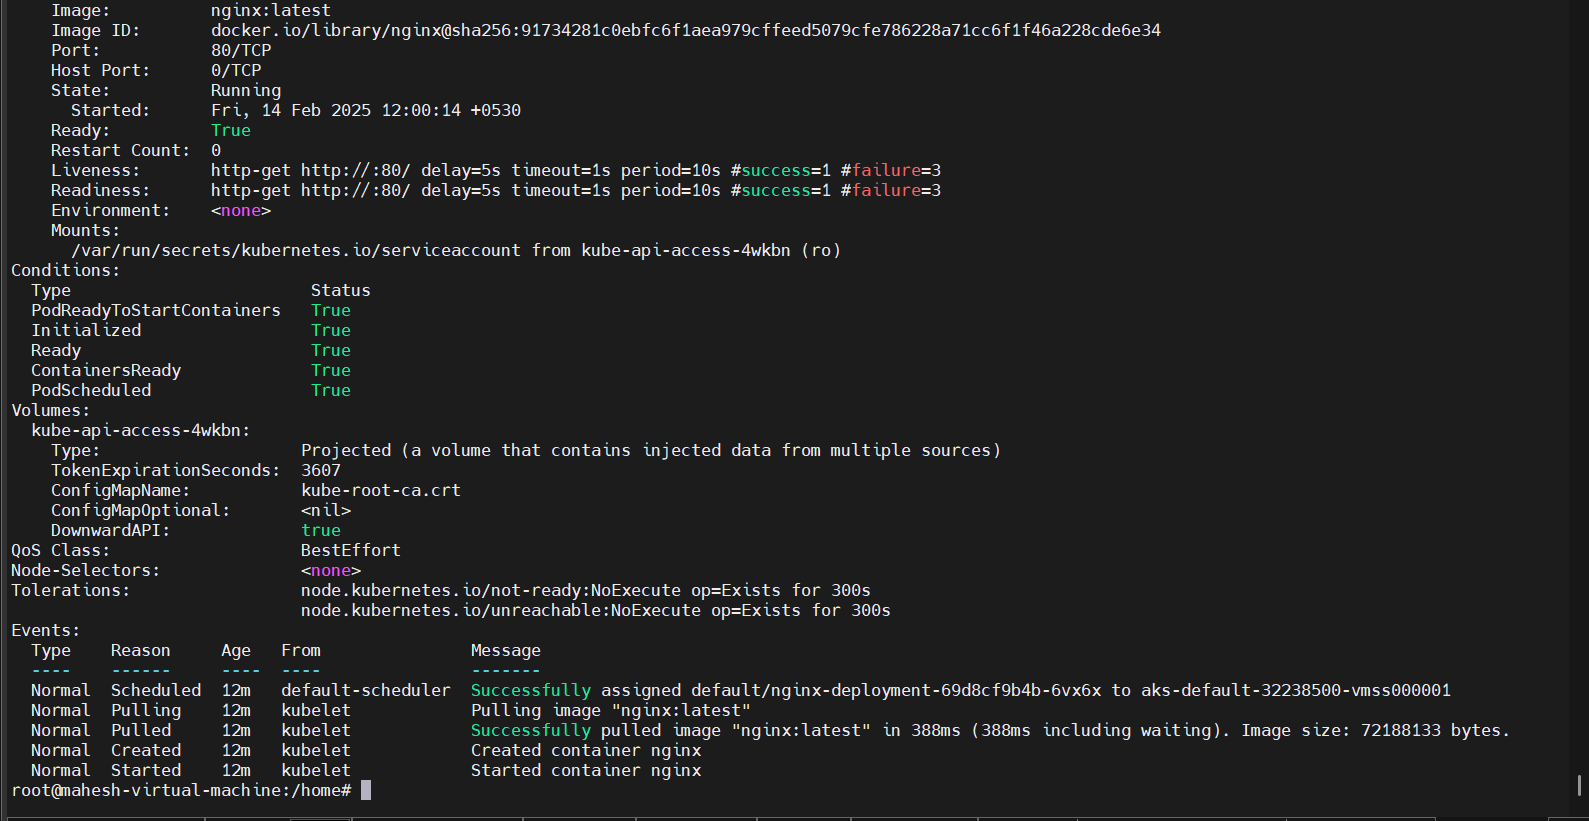 Image:          nginx:latest
Image ID:       docker.io/library/nginx@sha256:91734281c0ebfc6f1aea979cffeed5079cfe786228a71cc6f1f46a228cde6e34
Port:           80/TCP
Host Port:      0/TCP
State:          Running
Started:      Fri, 14 Feb 2025 12:00:14 +0530
Ready:          True
Restart Count:  0
Liveness:       http-get http://:80/ delay=5s timeout=1s period=10s #success=1 #failure=3
Readiness:      http-get http://:80/ delay=5s timeout=1s period=10s #success=1 #failure=3
Environment:    <none>
Mounts:
/var/run/secrets/kubernetes.io/serviceaccount from kube-api-access-4wkbn (ro)
Conditions:
Type                        Status
PodReadyToStartContainers   True
Initialized                 True
Ready                       True
ContainersReady             True
PodScheduled                True
Volumes:
kube-api-access-4wkbn:
Type:                    Projected (a volume that contains injected data from multiple sources)
TokenExpirationSeconds:  3607
ConfigMapName:           kube-root-ca.crt
ConfigMapOptional:       <nil>
DownwardAPI:             true
QoS Class:                   BestEffort
Node-Selectors:              <none>
Tolerations:                 node.kubernetes.io/not-ready:NoExecute op=Exists for 300s
node.kubernetes.io/unreachable:NoExecute op=Exists for 300s
Events:
Type    Reason     Age   From               Message
----    ------     ----  ----               -------
Normal  Scheduled  12m   default-scheduler  Successfully assigned default/nginx-deployment-69d8cf9b4b-6vx6x to aks-default-32238500-vmss000001
Normal  Pulling    12m   kubelet            Pulling image "nginx:latest"
Normal  Pulled     12m   kubelet            Successfully pulled image "nginx:latest" in 388ms (388ms including waiting). Image size: 72188133 bytes.
Normal  Created    12m   kubelet            Created container nginx
Normal  Started    12m   kubelet            Started container nginx
root@mahesh-virtual-machine:/home#